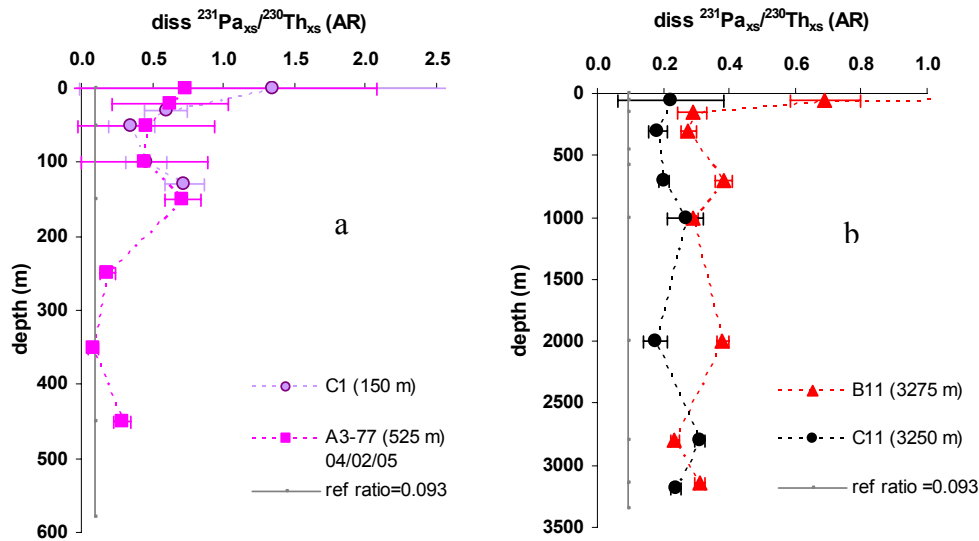 diss ²³¹Paxs/²³⁰Thxs (AR)
0.0 0.5 1.0 1.5 2.0 2.5
0
100
200
300
400
500
600
depth (m)
a
C1 (150 m)
A3-77 (525 m)
04/02/05
ref ratio=0.093
diss ²³¹Paxs/²³⁰Thxs (AR)
0.0 0.2 0.4 0.6 0.8 1.0
0
500
1000
1500
2000
2500
3000
3500
depth (m)
b
B11 (3275 m)
C11 (3250 m)
ref ratio =0.093